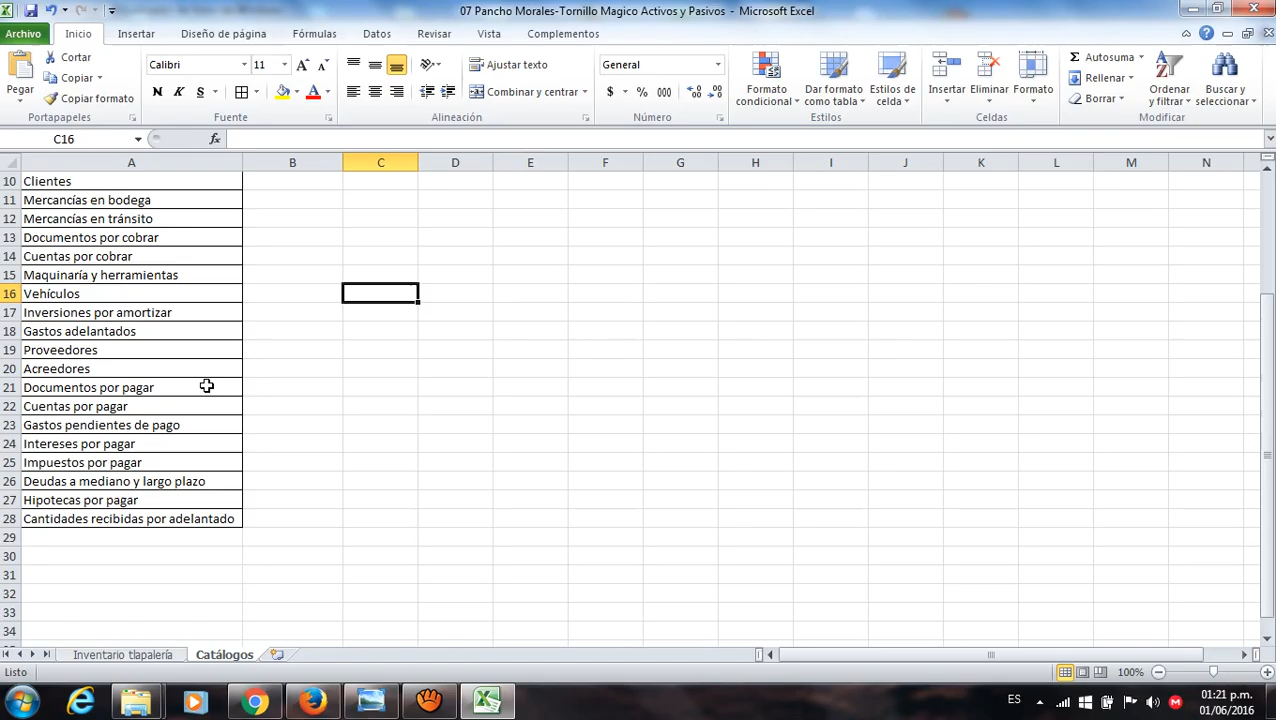 07 Pancho Morales-Tornillo Magico Activos y Pasivos - Microsoft Excel
Archivo Inicio Insertar Diseño de página Fórmulas Datos Revisar Vista Complementos
Pegar
Cortar
Copiar
Copiar formato
Portapapeles
Calibri 11
N K S
Fuente
Ajustar texto
Combinar y centrar
Alineación
General
$ % 000
Número
Formato condicional
Dar formato como tabla
Estilos de celda
Estilos
Insertar Eliminar Formato
Celdas
Autosuma
Rellenar
Borrar
Ordenar y filtrar
Buscar y seleccionar
Modificar
C16 fx
A B C D E F G H I J K L M N
10 Clientes
11 Mercancías en bodega
12 Mercancías en tránsito
13 Documentos por cobrar
14 Cuentas por cobrar
15 Maquinaría y herramientas
16 Vehículos
17 Inversiones por amortizar
18 Gastos adelantados
19 Proveedores
20 Acreedores
21 Documentos por pagar
22 Cuentas por pagar
23 Gastos pendientes de pago
24 Intereses por pagar
25 Impuestos por pagar
26 Deudas a mediano y largo plazo
27 Hipotecas por pagar
28 Cantidades recibidas por adelantado
29
30
31
32
33
34
Inventario tlapalería Catálogos
Listo 100%
ES 01:21 p.m.
01/06/2016